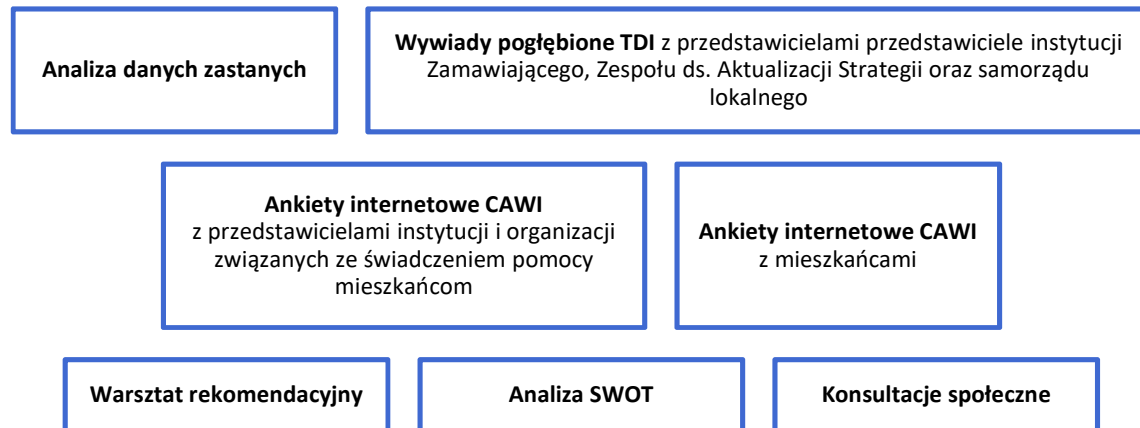 Analiza danych zastanych
Wywiady pogłębione TDI z przedstawicielami przedstawiciele instytucji
Zamawiającego, Zespołu ds. Aktualizacji Strategii oraz samorządu
lokalnego
Ankiety internetowe CAWI
z przedstawicielami instytucji i organizacji
związanych ze świadczeniem pomocy
mieszkańcom
Ankiety internetowe CAWI
z mieszkańcami
Warsztat rekomendacyjny
Analiza SWOT
Konsultacje społeczne